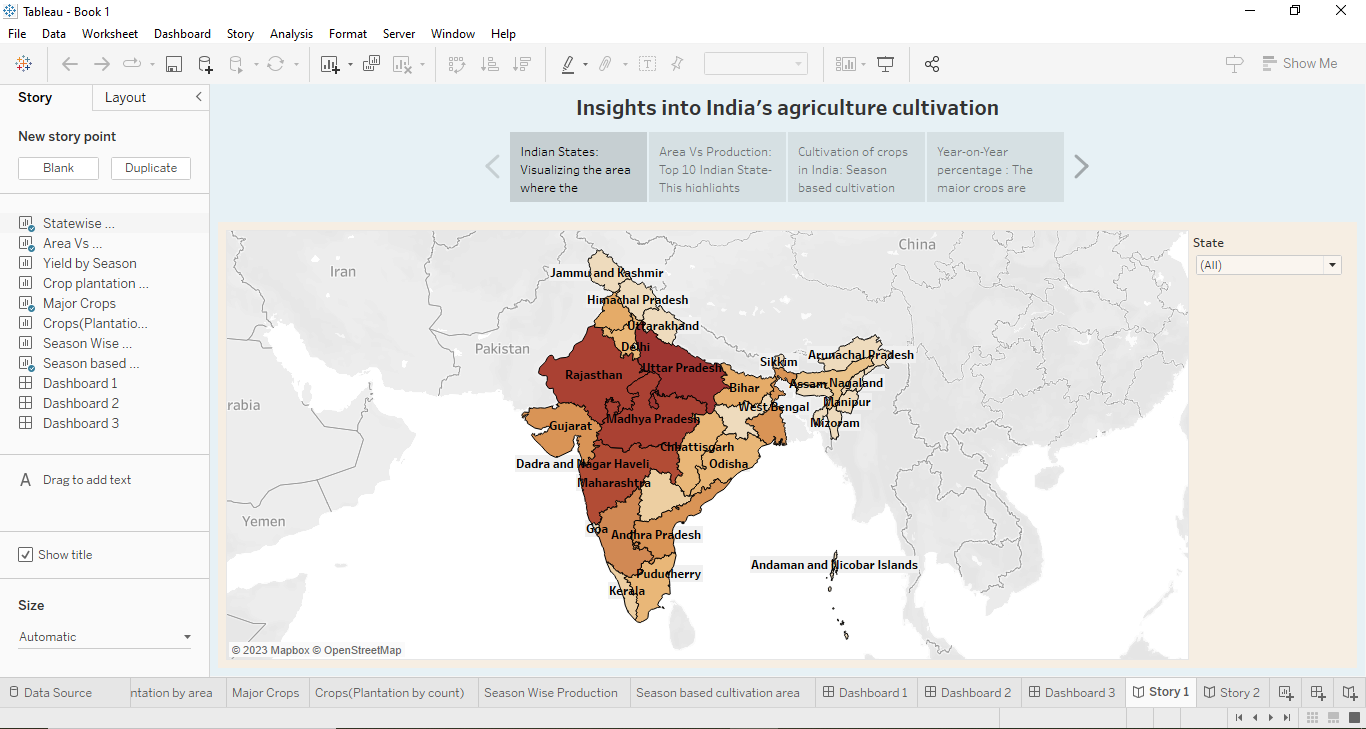 Tableau - Book 1
File Data Worksheet Dashboard Story Analysis Format Server Window Help
Show Me
Story
Layout
New story point
Blank
Duplicate
Statewise ...
Area Vs ...
Yield by Season
Crop plantation ...
Major Crops
Crops(Plantatio...
Season Wise ...
Season based ...
Dashboard 1
Dashboard 2
Dashboard 3
A Drag to add text
Show title
Size
Automatic
Insights into India's agriculture cultivation
Indian States:
Visualizing the area
where the
Area Vs Production:
Top 10 Indian State-
This highlights
Cultivation of crops
in India: Season
based cultivation
Year-on-Year
percentage : The
major crops are
China
Iran
Jammu and Kashmir
Himachal Pradesh
Uttarakhand
Pakistan
Delhi
Arunachal Pradesh
Sikkim
Uttar Pradesh
Rajasthan
Bihar
Assam
Nagaland
rabia
Manipur
West Bengal
Madhya Pradesh
Mizoram
Gujarat
Chhattisgarh
Dadra and Nagar Haveli
Odisha
Maharashtra
Yemen
Goa
Andhra Pradesh
Andaman and Nicobar Islands
Puducherry
Kerala
© 2023 Mapbox © OpenStreetMap
State
(All)
Data Source
ntation by area
Major Crops
Crops(Plantation by count)
Season Wise Production
Season based cultivation area
Dashboard 1
Dashboard 2
Dashboard 3
Story 1
Story 2